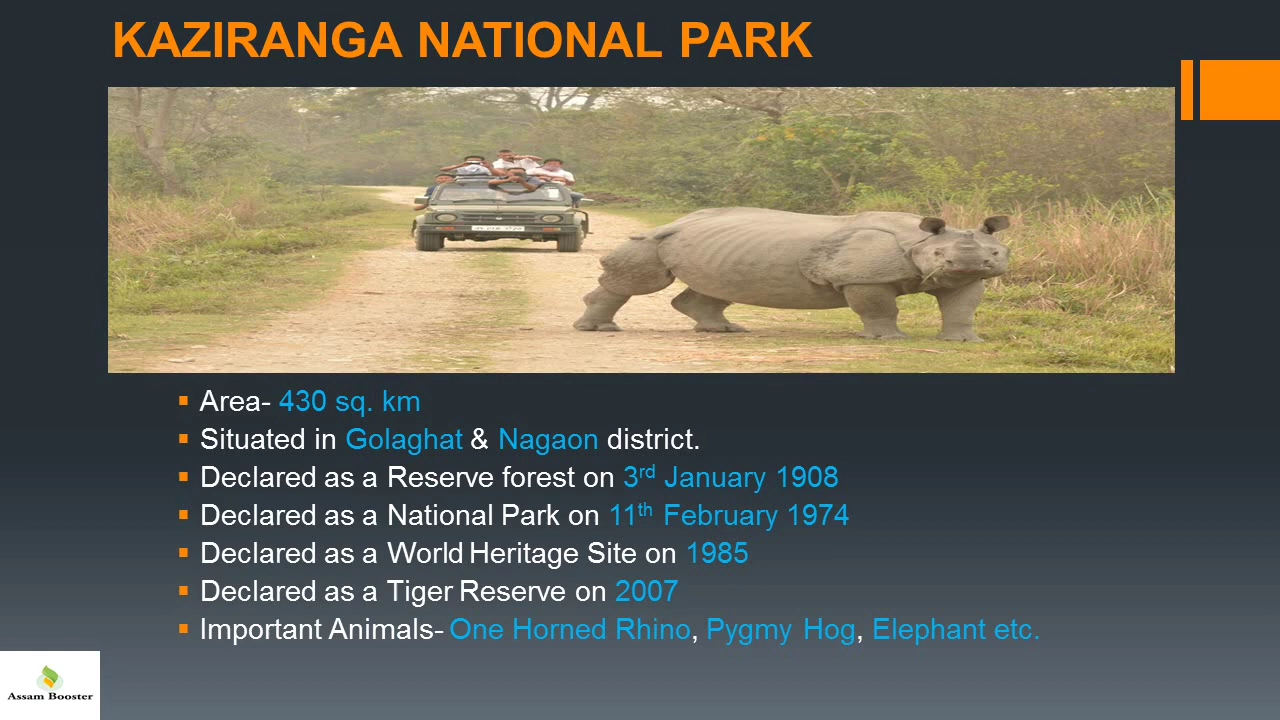 KAZIRANGA NATIONAL PARK
Area- 430 sq. km
Situated in Golaghat & Nagaon district.
Declared as a Reserve forest on 3rd January 1908
Declared as a National Park on 11th February 1974
Declared as a World Heritage Site on 1985
Declared as a Tiger Reserve on 2007
Important Animals- One Horned Rhino, Pygmy Hog, Elephant etc.
Assam Booster